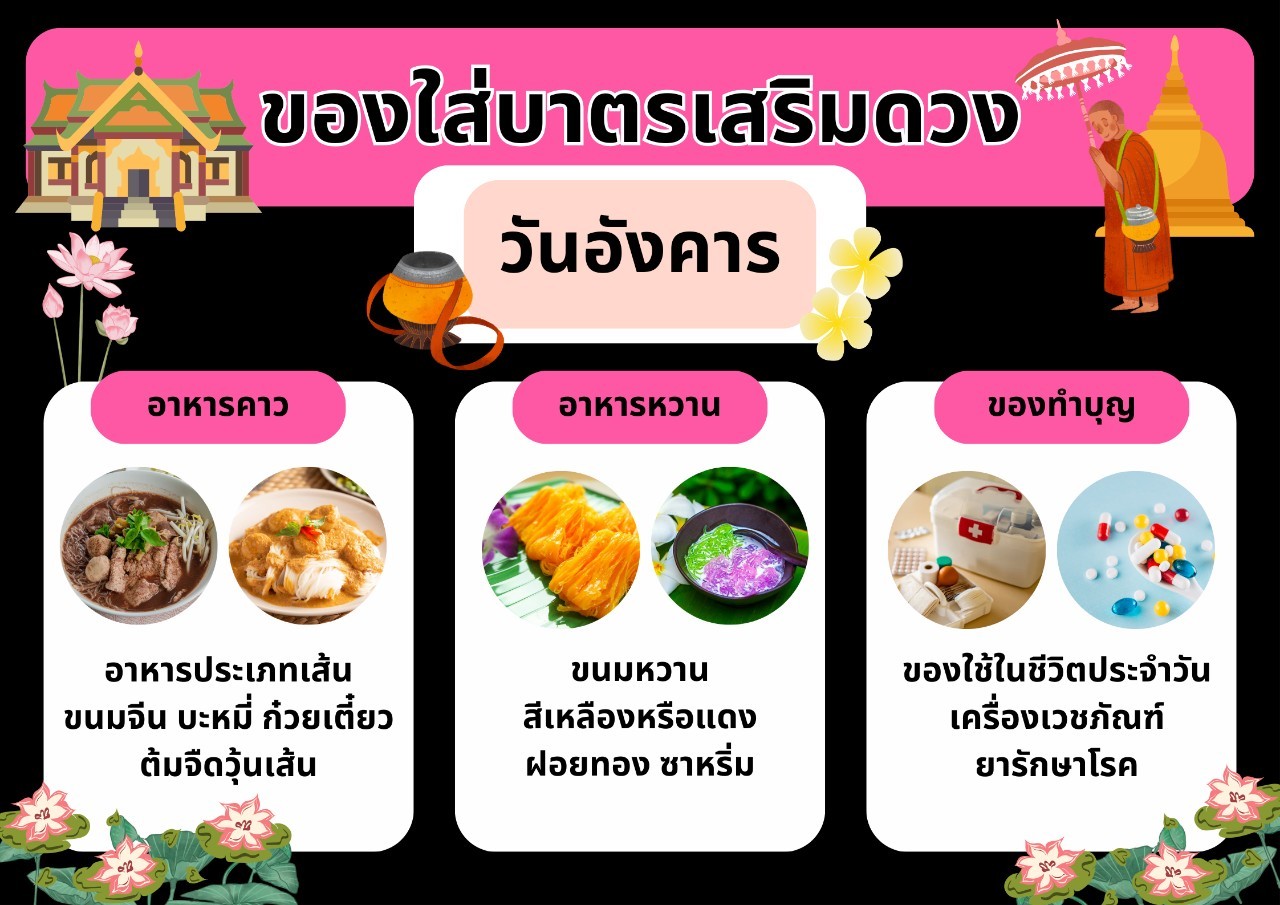 ของใส่บาตรเสริมดวง
วันอังคาร
อาหารคาว
อาหารประเภทเส้น
ขนมจีน บะหมี่ ก๋วยเตี๋ยว
ต้มจืดวุ้นเส้น
อาหารหวาน
ขนมหวาน
สีเหลืองหรือแดง
ฝอยทอง ซาหริ่ม
ของทำบุญ
ของใช้ในชีวิตประจำวัน
เครื่องเวชภัณฑ์
ยารักษาโรค